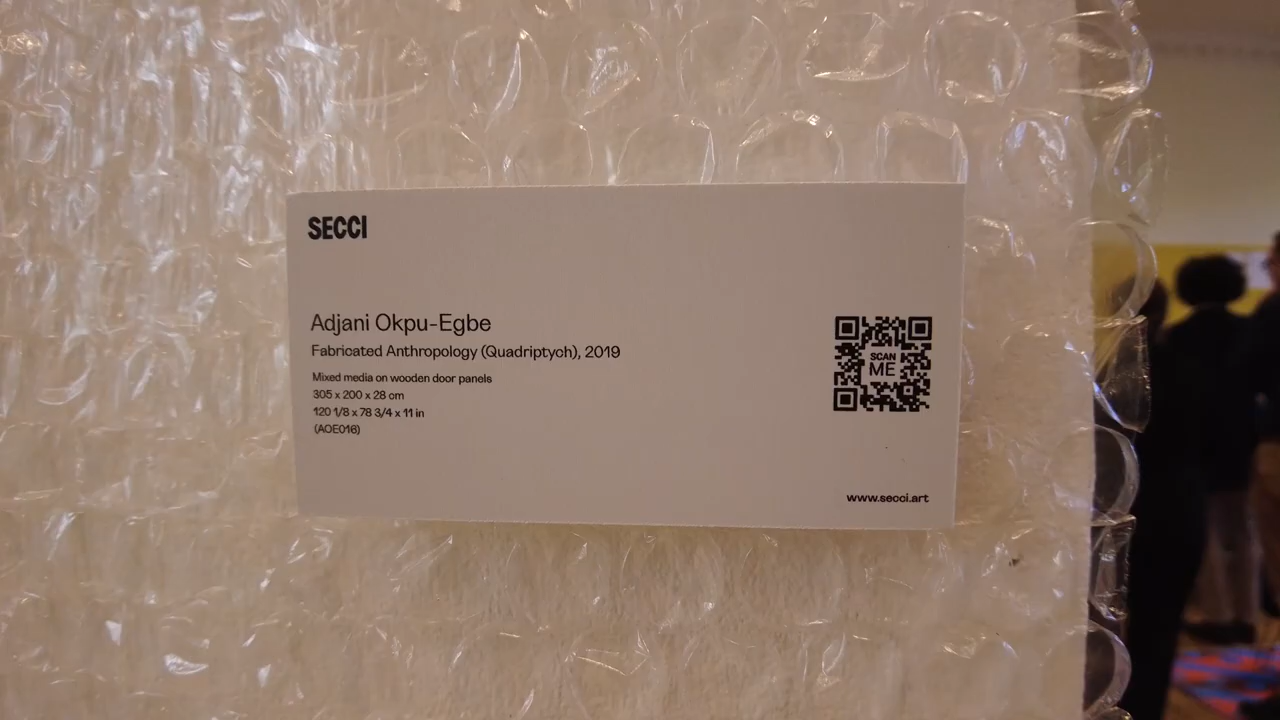 SECCI
Adjani Okpu-Egbe
Fabricated Anthropology (Quadriptych), 2019
Mixed media on wooden door panels
305 x 200 x 28 cm
120 1/8 x 78 3/4 x 11 in
(AOE016)
SCAN
ME
www.secci.art